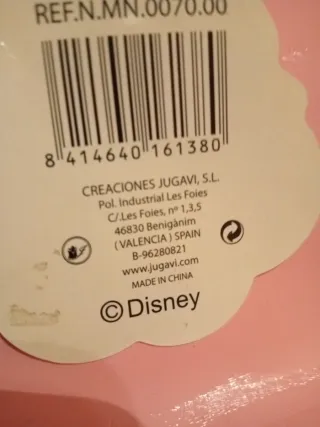 REF.N.MN.0070.00
8 414640 161380
CREACIONES JUGAVI, S.L.
Pol. Industrial Les Foies
C/.Les Foies, nº 1,3,5
46830 Benigànim
( VALENCIA ) SPAIN
B-96280821
www.jugavi.com
MADE IN CHINA
© Disney